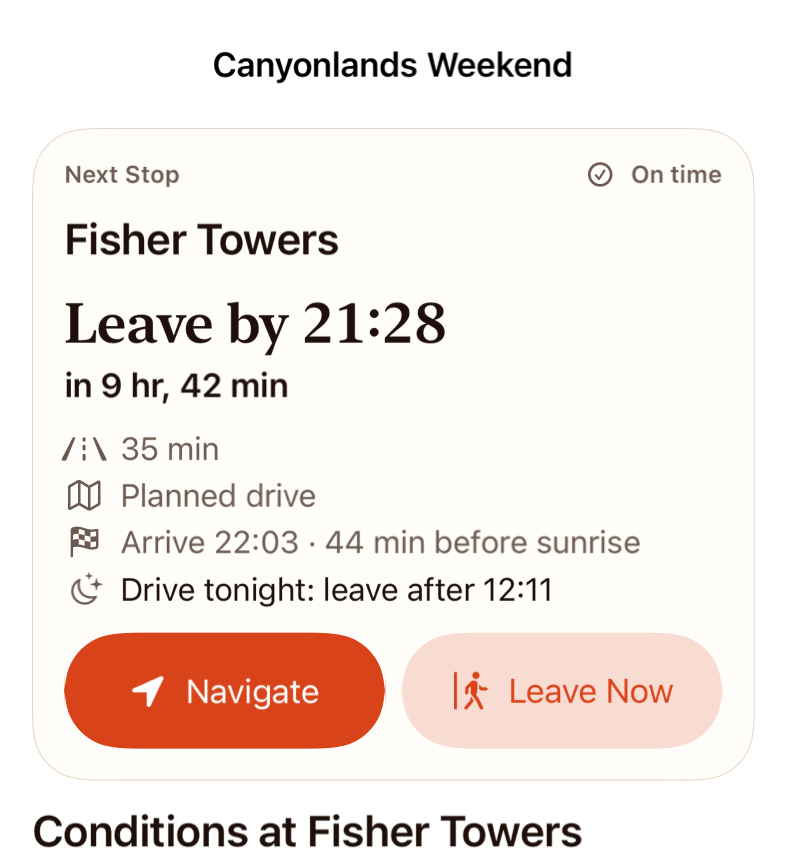 Canyonlands Weekend
Next Stop
On time
Fisher Towers
Leave by 21:28
in 9 hr, 42 min
35 min
Planned drive
Arrive 22:03 · 44 min before sunrise
Drive tonight: leave after 12:11
Navigate
Leave Now
Conditions at Fisher Towers